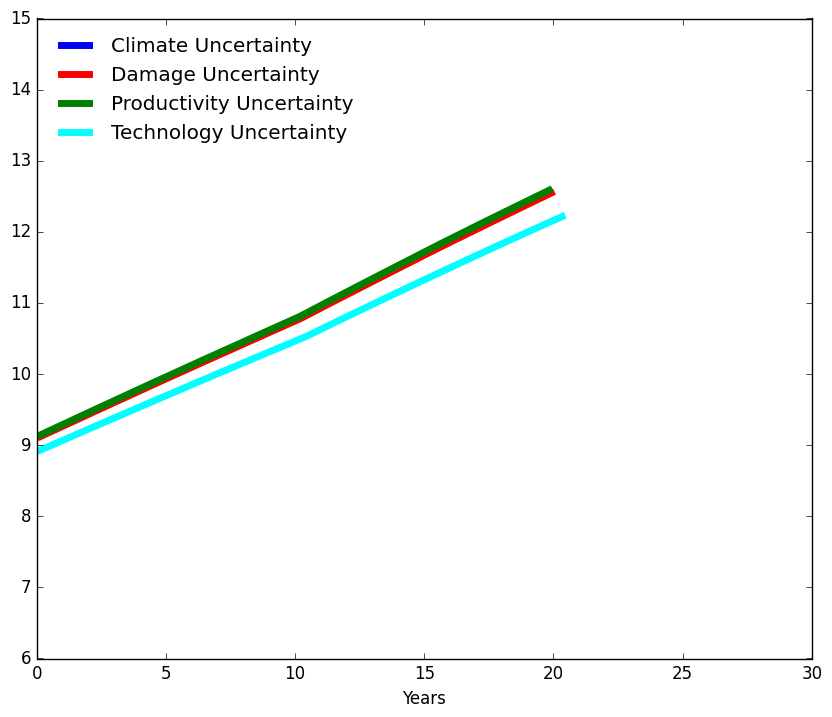 15
14
13
12
11
10
9
8
7
6
Climate Uncertainty
Damage Uncertainty
Productivity Uncertainty
Technology Uncertainty
0 5 10 15 20 25 30
Years